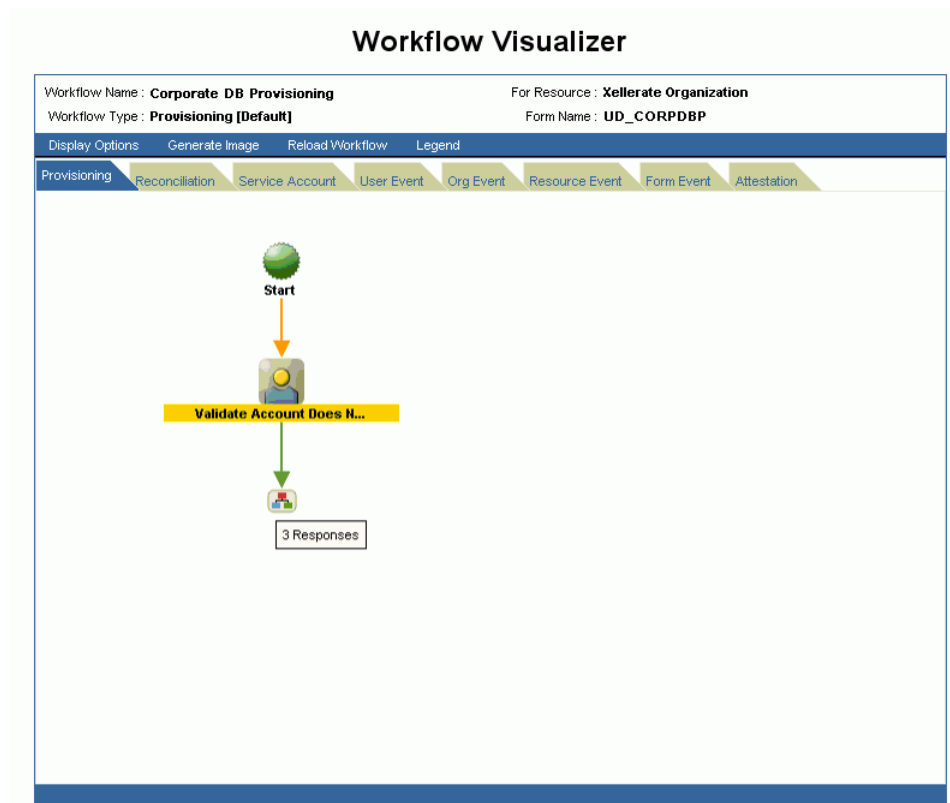 Workflow Visualizer
Workflow Name : Corporate DB Provisioning For Resource : Xellerate Organization
Workflow Type : Provisioning [Default] Form Name : UD_CORPDBP
Display Options Generate Image Reload Workflow Legend
Provisioning Reconciliation Service Account User Event Org Event Resource Event Form Event Attestation
Start
Validate Account Does N...
3 Responses